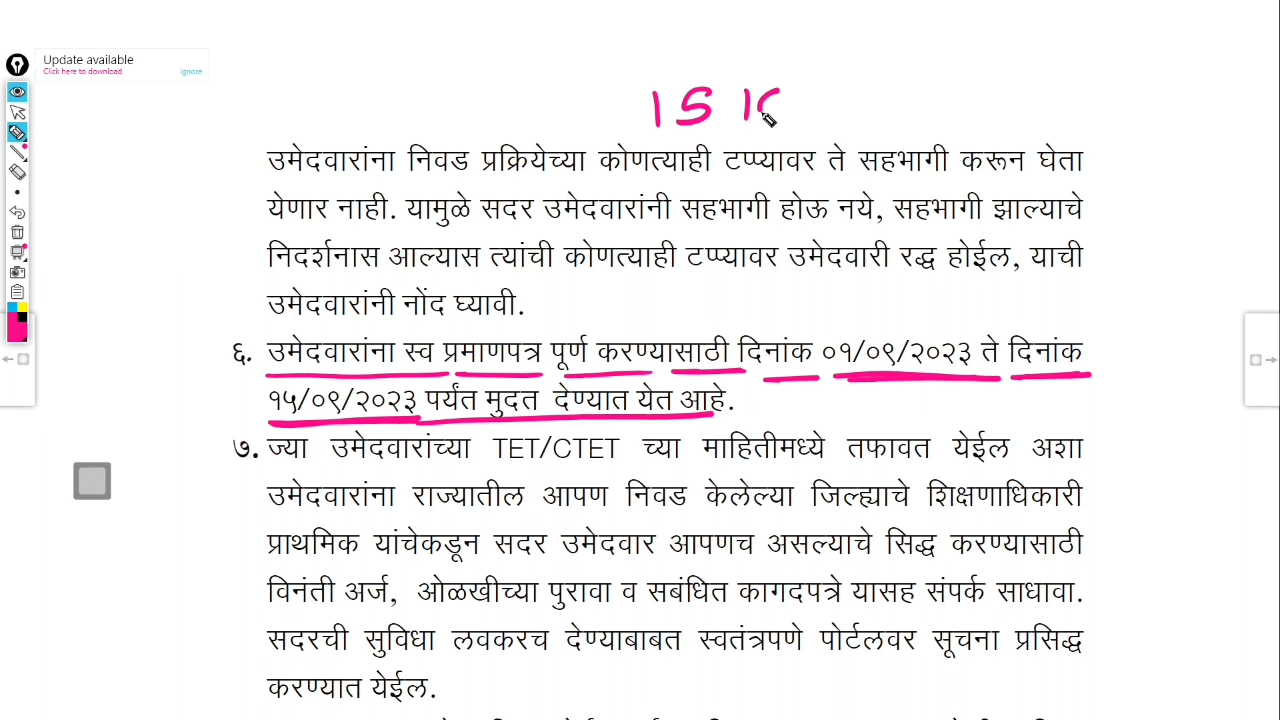 Update available
Click here to download ignore
15 1
उमेदवारांना निवड प्रक्रियेच्या कोणत्याही टप्प्यावर ते सहभागी करून घेता
येणार नाही. यामुळे सदर उमेदवारांनी सहभागी होऊ नये, सहभागी झाल्याचे
निदर्शनास आल्यास त्यांची कोणत्याही टप्प्यावर उमेदवारी रद्ध होईल, याची
उमेदवारांनी नोंद घ्यावी.
६. उमेदवारांना स्व प्रमाणपत्र पूर्ण करण्यासाठी दिनांक ०१/०९/२०२३ ते दिनांक
१५/०९/२०२३ पर्यंत मुदत देण्यात येत आहे.
७. ज्या उमेदवारांच्या TET/CTET च्या माहितीमध्ये तफावत येईल अशा
उमेदवारांना राज्यातील आपण निवड केलेल्या जिल्ह्याचे शिक्षणाधिकारी
प्राथमिक यांचेकडून सदर उमेदवार आपणच असल्याचे सिद्ध करण्यासाठी
विनंती अर्ज, ओळखीच्या पुरावा व सबंधित कागदपत्रे यासह संपर्क साधावा.
सदरची सुविधा लवकरच देण्याबाबत स्वतंत्रपणे पोर्टलवर सूचना प्रसिद्ध
करण्यात येईल.